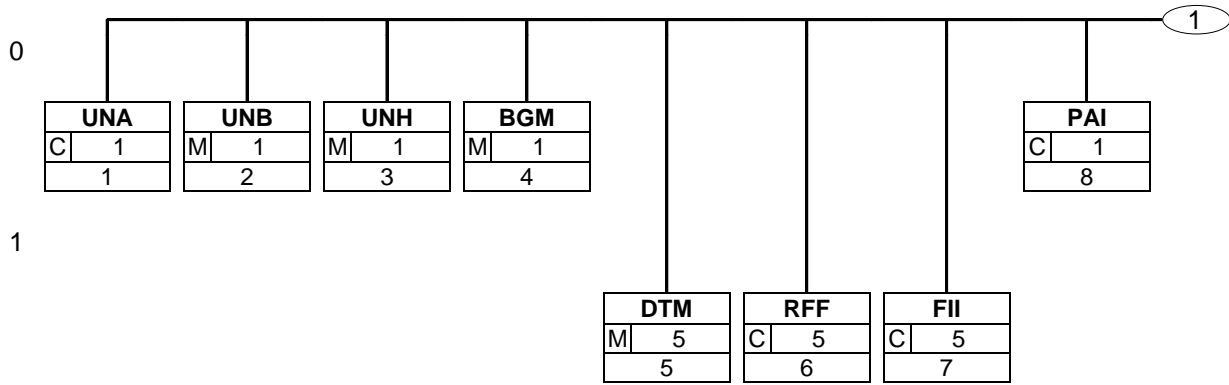 1
0
UNA UNB UNH BGM PAI
C 1 M 1 M 1 M 1 C 1
1 2 3 4 8
1
DTM RFF FII
M 5 C 5 C 5
5 6 7